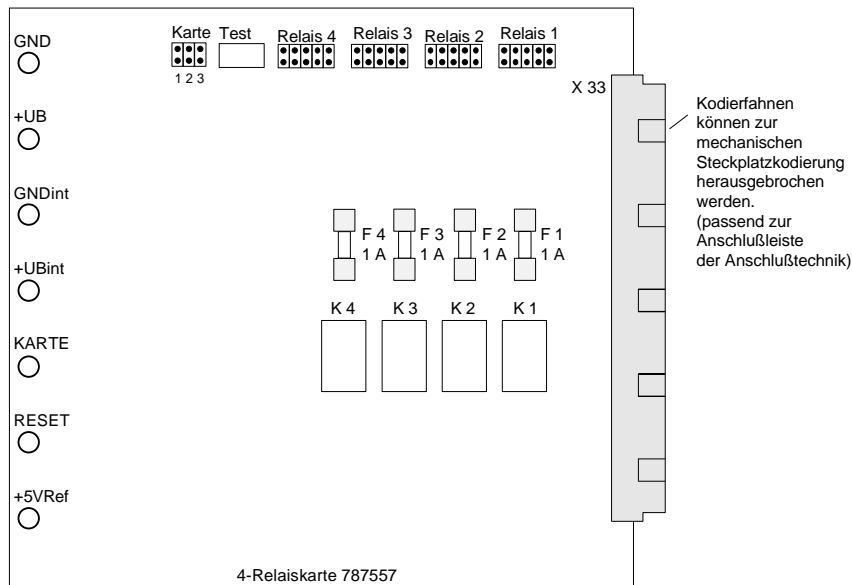 Karte Test Relais 4 Relais 3 Relais 2 Relais 1
1 2 3
GND
+UB
GNDint
+UBint
KARTE
RESET
+5VRef
X 33
Kodierfahnen
können zur
mechanischen
Steckplatzkodierung
herausgebrochen
werden.
(passend zur
Anschlußleiste
der Anschlußtechnik)
F 4 F 3 F 2 F 1
1 A 1 A 1 A 1 A
K 4 K 3 K 2 K 1
4-Relaiskarte 787557